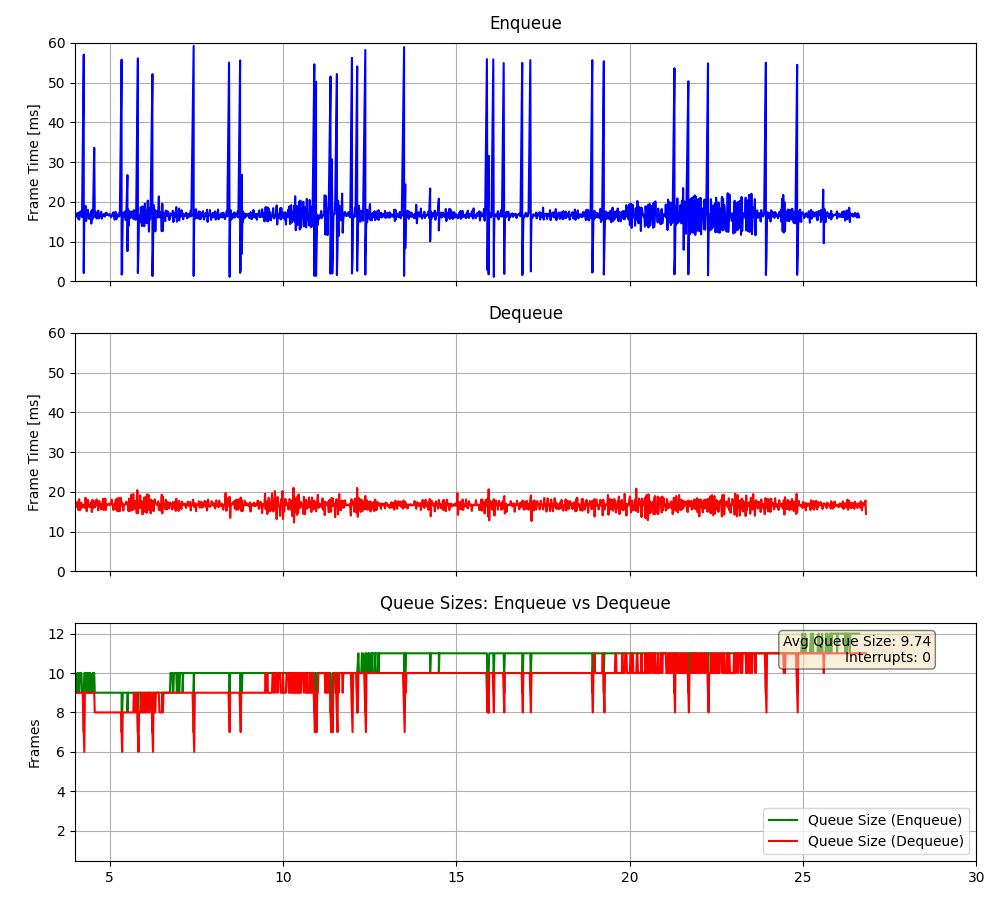 Enqueue
Frame Time [ms]
60
50
40
30
20
10
0
Dequeue
Frame Time [ms]
60
50
40
30
20
10
0
Queue Sizes: Enqueue vs Dequeue
Frames
12
10
8
6
4
2
Avg Queue Size: 9.74
Interrupts: 0
Queue Size (Enqueue)
Queue Size (Dequeue)
5 10 15 20 25 30